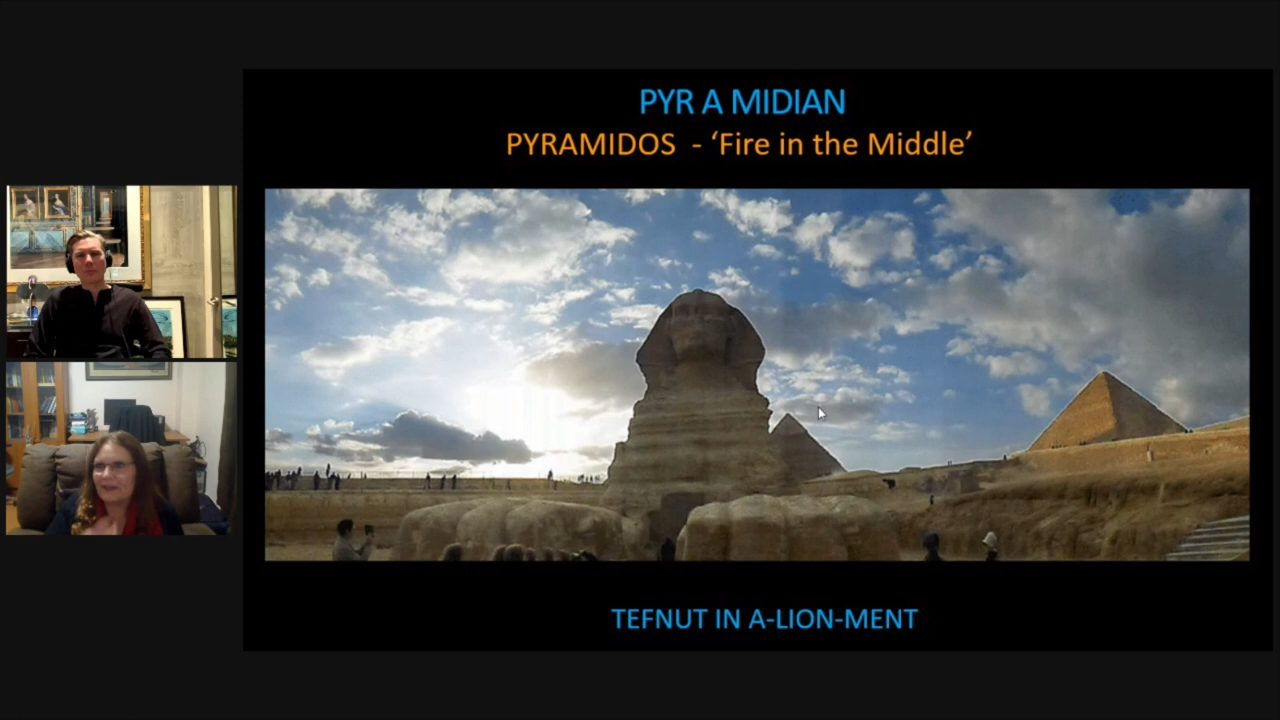 PYR A MIDIAN
PYRAMIDOS - ‘Fire in the Middle’
TEFNUT IN A-LION-MENT